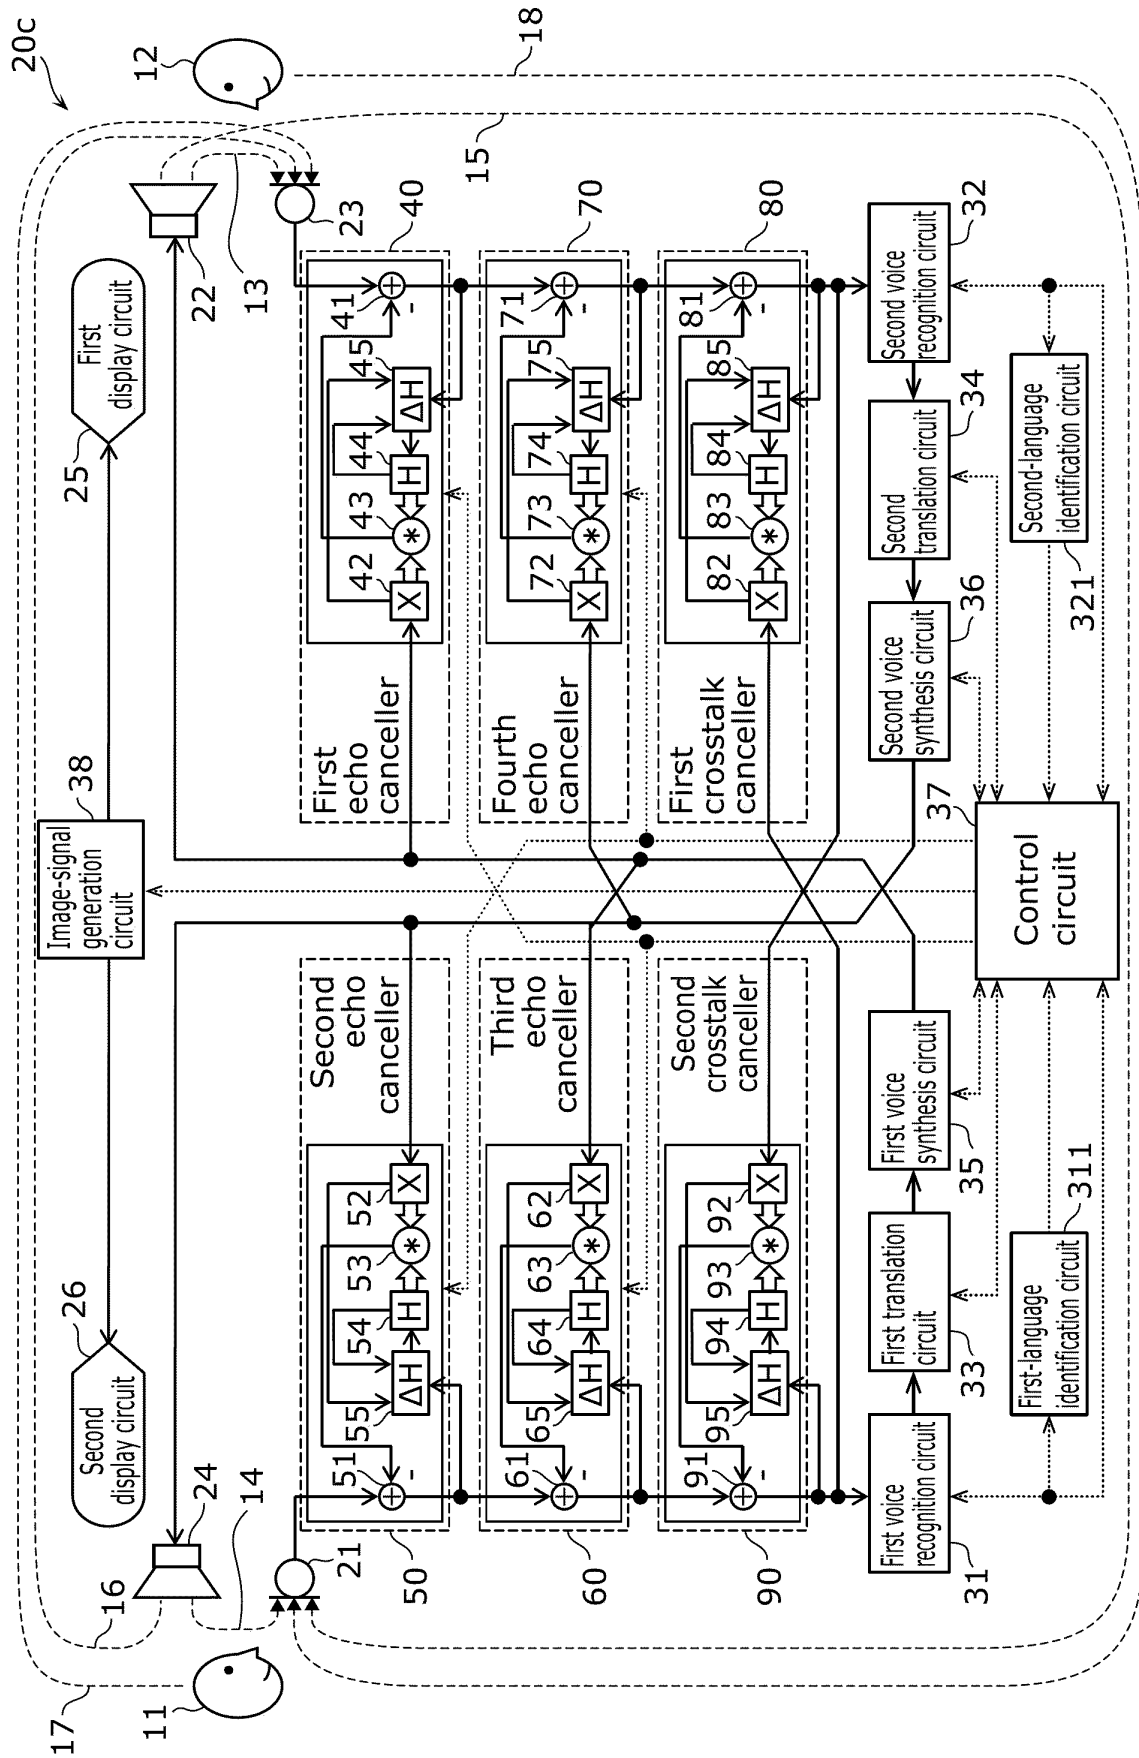 20c
17
11
16
14
24
26
Second
display circuit
Image-signal
generation
circuit
38
25
First
display circuit
22
13
12
18
15
21
23
50
51
-
55
ΔH
54
H
53
*
52
X
Second
echo
canceller
First
echo
canceller
42
X
43
*
44
H
45
ΔH
41
-
40
60
61
-
65
ΔH
64
H
63
*
62
X
Third
echo
canceller
Fourth
echo
canceller
72
X
73
*
74
H
75
ΔH
71
-
70
90
91
-
95
ΔH
94
H
93
*
92
X
Second
crosstalk
canceller
First
crosstalk
canceller
82
X
83
*
84
H
85
ΔH
81
-
80
First voice
recognition circuit
31
First translation
circuit
33
First voice
synthesis circuit
35
Second voice
synthesis circuit
36
Second
translation circuit
34
Second voice
recognition circuit
32
First-language
identification circuit
311
Control
circuit
37
Second-language
identification circuit
321